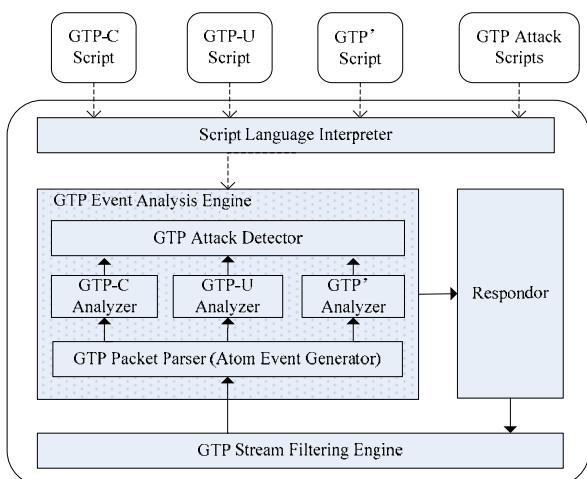 GTP-C
Script
GTP-U
Script
GTP’
Script
GTP Attack
Scripts
Script Language Interpreter
GTP Event Analysis Engine
GTP Attack Detector
GTP-C
Analyzer
GTP-U
Analyzer
GTP’
Analyzer
Respondor
GTP Packet Parser (Atom Event Generator)
GTP Stream Filtering Engine